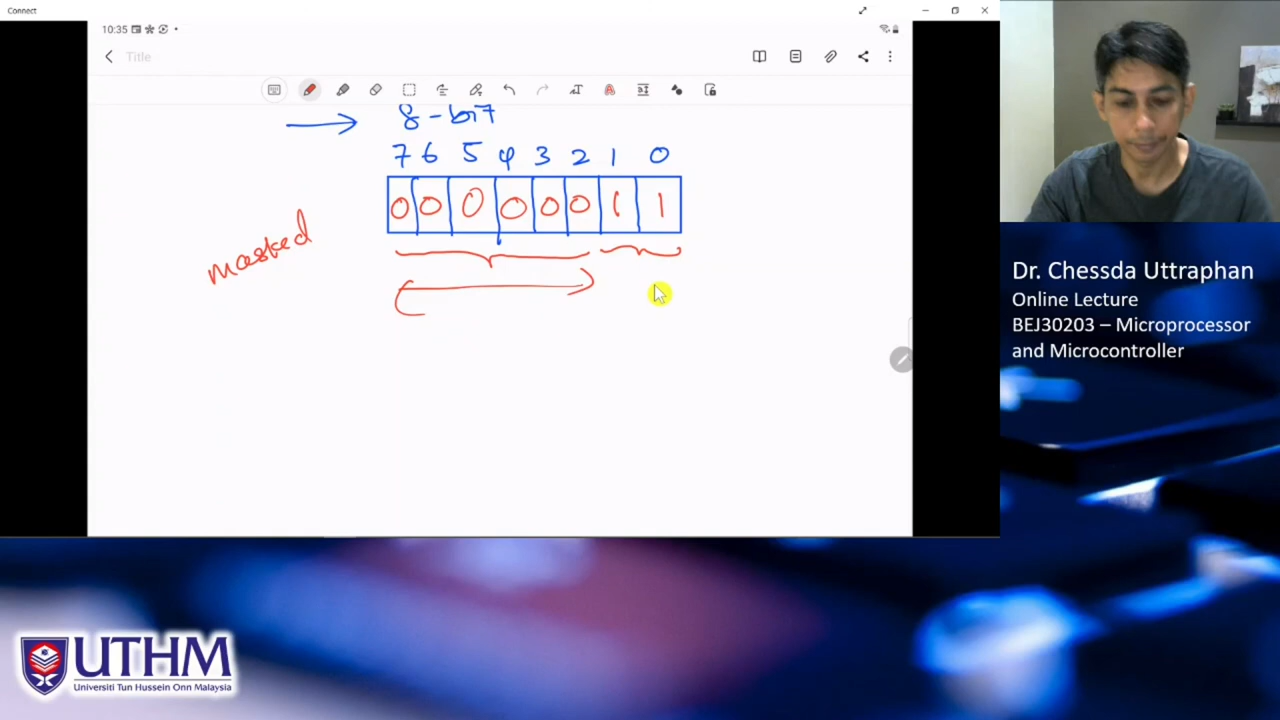 Connect
10:35
Title
8-bit
7 6 5 4 3 2 1 0
0 0 0 0 0 0 1 1
masked
Dr. Chessda Uttraphan
Online Lecture
BEJ30203 – Microprocessor
and Microcontroller
UTHM
Universiti Tun Hussein Onn Malaysia